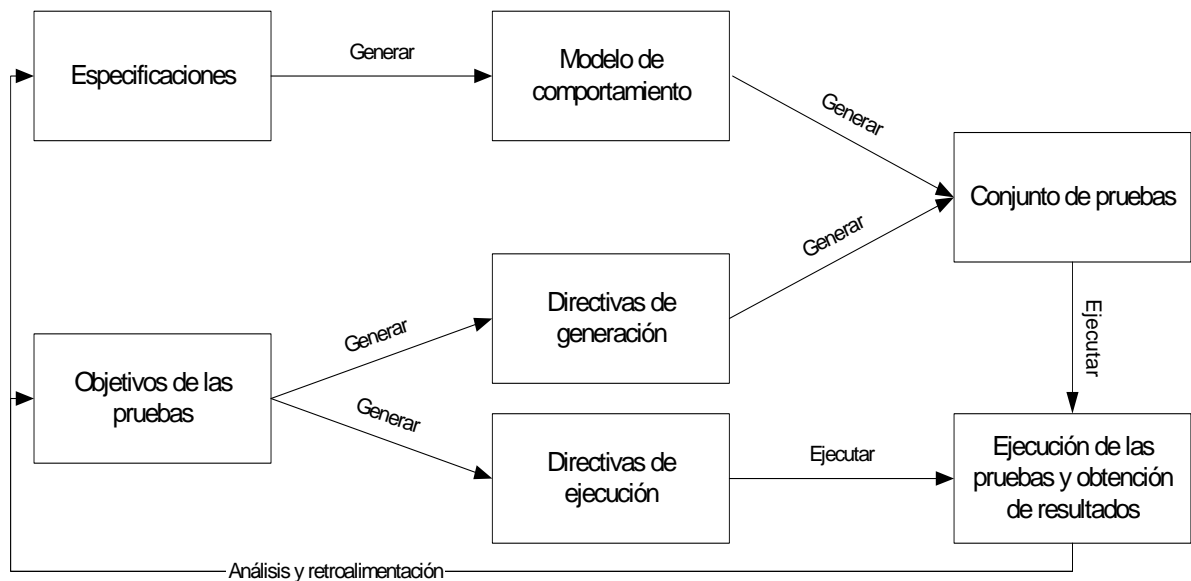 Especificaciones
Generar
Modelo de
comportamiento
Generar
Conjunto de pruebas
Generar
Directivas de
generación
Generar
Objetivos de las
pruebas
Generar
Directivas de
ejecución
Ejecutar
Ejecutar
Ejecución de las
pruebas y obtención
de resultados
Análisis y retroalimentación